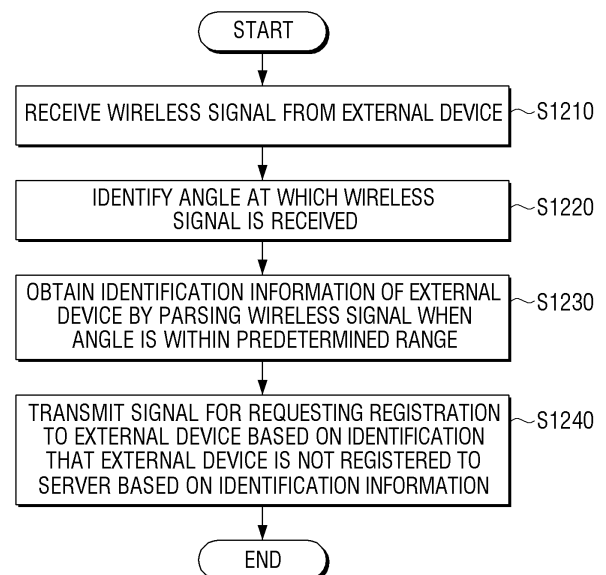 START
RECEIVE WIRELESS SIGNAL FROM EXTERNAL DEVICE
S1210
IDENTIFY ANGLE AT WHICH WIRELESS
SIGNAL IS RECEIVED
S1220
OBTAIN IDENTIFICATION INFORMATION OF EXTERNAL
DEVICE BY PARSING WIRELESS SIGNAL WHEN
ANGLE IS WITHIN PREDETERMINED RANGE
S1230
TRANSMIT SIGNAL FOR REQUESTING REGISTRATION
TO EXTERNAL DEVICE BASED ON IDENTIFICATION
THAT EXTERNAL DEVICE IS NOT REGISTERED TO
SERVER BASED ON IDENTIFICATION INFORMATION
S1240
END